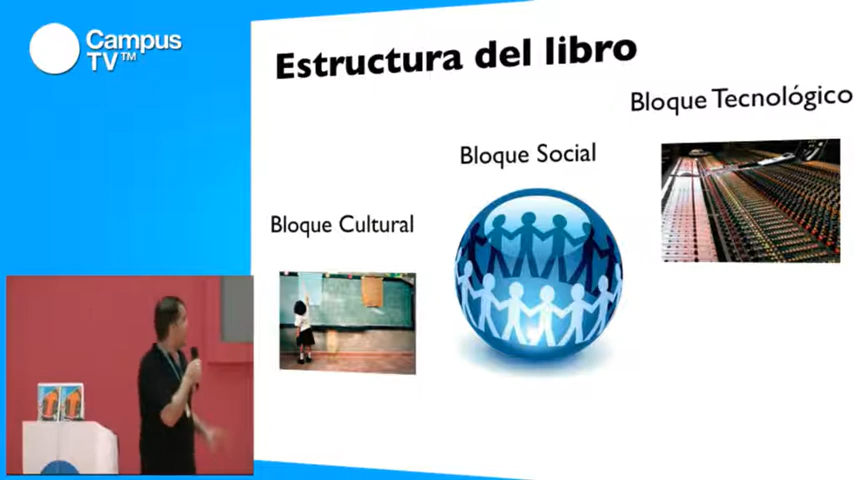 Campus
TV™
Estructura del libro
Bloque Tecnológico
Bloque Social
Bloque Cultural